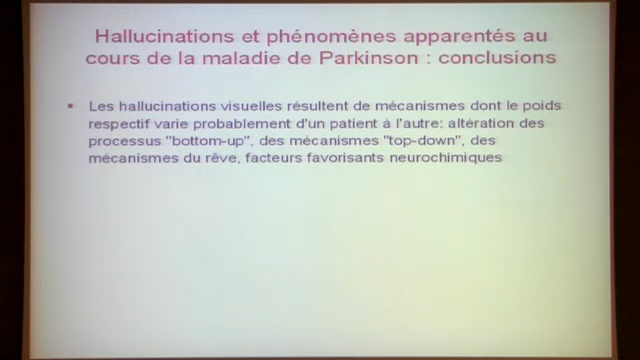 Hallucinations et phénomènes apparentés au
cours de la maladie de Parkinson : conclusions
▪ Les hallucinations visuelles résultent de mécanismes dont le poids
respectif varie probablement d'un patient à l'autre: altération des
processus "bottom-up", des mécanismes "top-down", des
mécanismes du rêve, facteurs favorisants neurochimiques